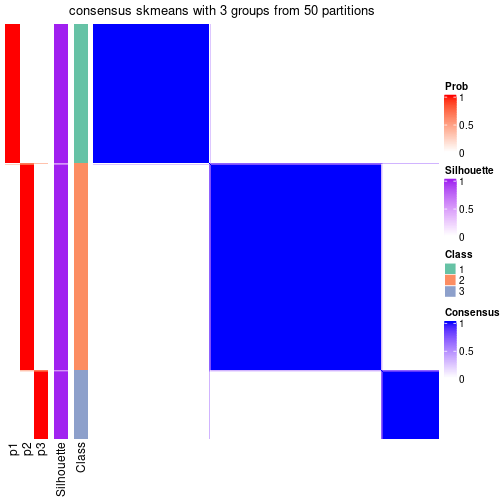 consensus skmeans with 3 groups from 50 partitions
Prob
1
0.5
0
Silhouette
1
0.5
0
Class
1
2
3
Consensus
1
0.5
0
p1
p2
p3
Silhouette
Class